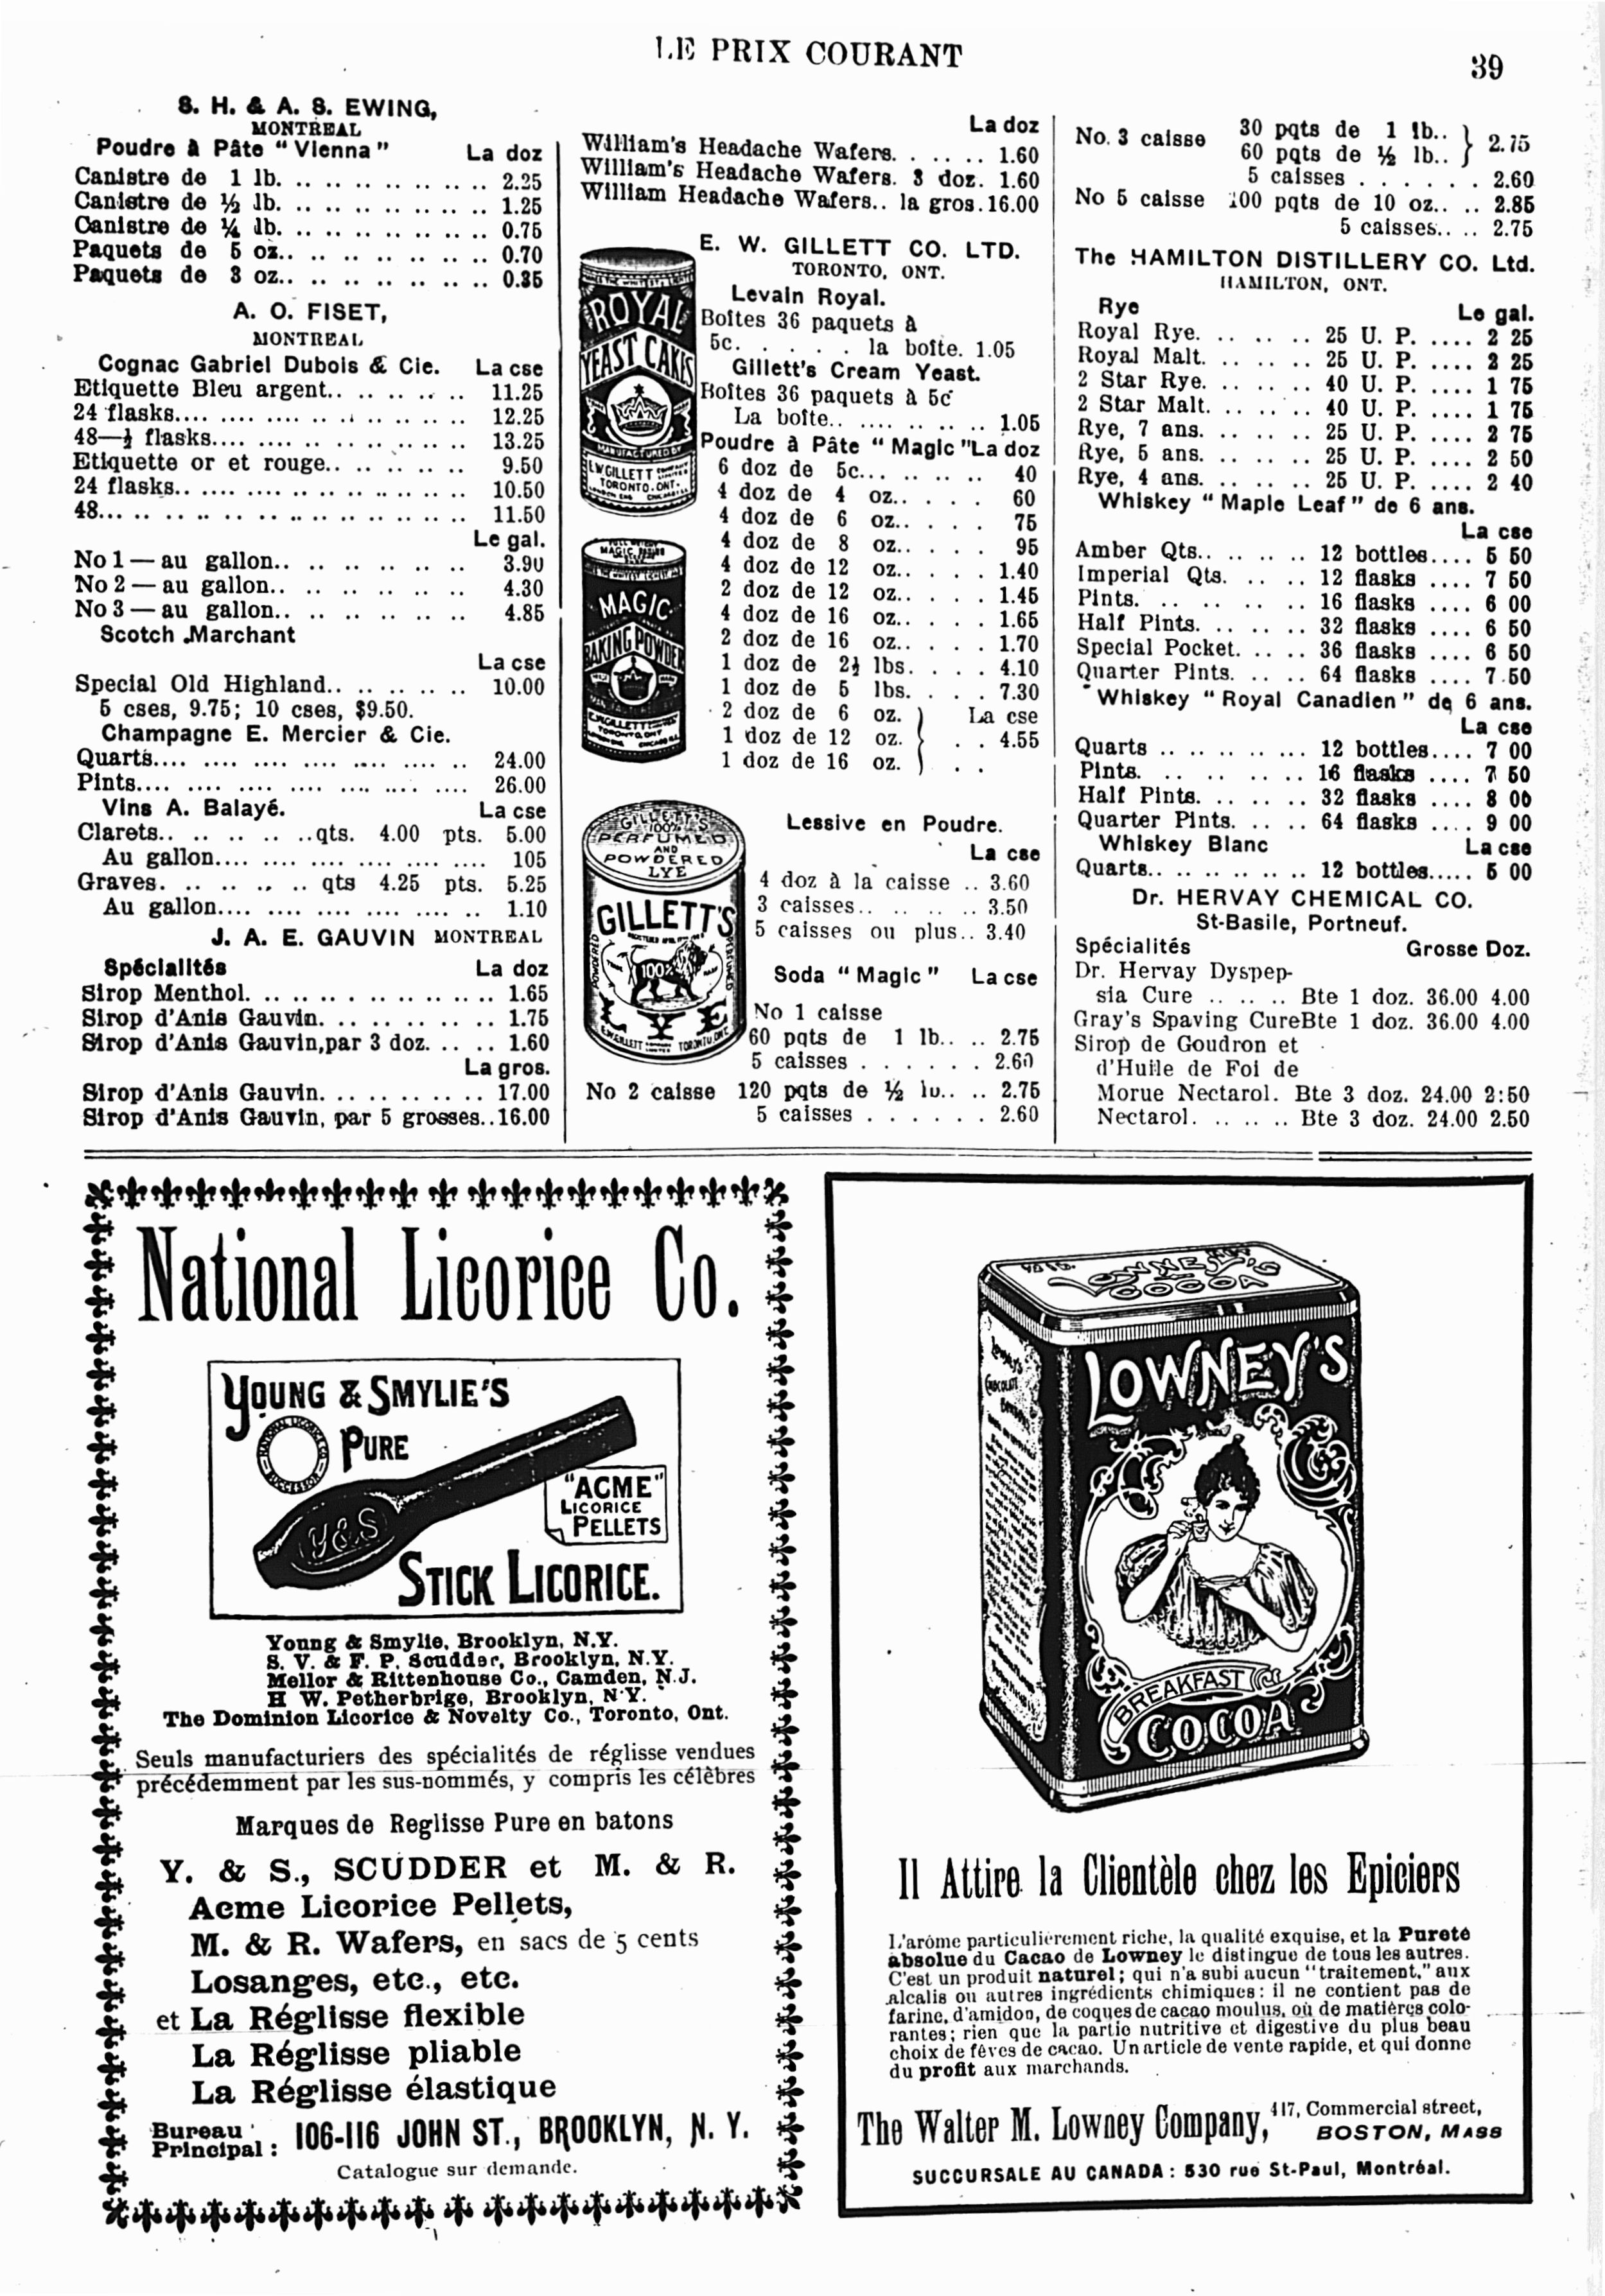 LE PRIX COURANT
39
S. H. & A. S. EWING,
MONTREAL
Poudre à Pâte "Vienna" La doz
Canistre de 1 lb. .. .. .. .. .. .. .. .. 2.25
Canistre de ½ lb. .. .. .. .. .. .. .. .. 1.25
Canistre de ¼ lb. .. .. .. .. .. .. .. .. 0.75
Paquets de 5 oz.. .. .. .. .. .. .. .. 0.70
Paquets de 3 oz.. .. .. .. .. .. .. .. 0.35
A. O. FISET,
MONTREAL
Cognac Gabriel Dubois & Cie. La cse
Etiquette Bleu argent.. .. .. .. .. .. 11.25
24 flasks.... .... .... .... .. .. .. .. 12.25
48—½ flasks.... .... .. .. .. .. .. .. 13.25
Etiquette or et rouge.. .. .. .. .. .. 9.50
24 flasks.. .... .... .. .. .. .. .. .. 10.50
48... .. .. .. .. .. .. .. .. .. .. .. 11.50
Le gal.
No 1 — au gallon.. .. .. .. .. .. .. 3.90
No 2 — au gallon.. .. .. .. .. .. .. 4.30
No 3 — au gallon.. .. .. .. .. .. .. 4.85
Scotch Marchant
La cse
Special Old Highland.. .. .. .. .. .. 10.00
5 cses, 9.75; 10 cses, $9.50.
Champagne E. Mercier & Cie.
Quarts.... .... .... .... .... .... .. 24.00
Pints.... .... .... .... .... .... .... 26.00
Vins A. Balayé. La cse
Clarets.. .. .. .. ..qts. 4.00 pts. 5.00
Au gallon.... .... .... .... .... .... 105
Graves. .. .. .. .. qts 4.25 pts. 5.25
Au gallon.... .... .... .... .... .. 1.10
J. A. E. GAUVIN MONTREAL
Spécialités La doz
Sirop Menthol. .. .. .. .. .. .. .. .. 1.65
Sirop d'Anis Gauvin. .. .. .. .. .. .. 1.75
Sirop d'Anis Gauvin,par 3 doz. .. .. 1.60
La gros.
Sirop d'Anis Gauvin. .. .. .. .. .. .. 17.00
Sirop d'Anis Gauvin, par 5 grosses..16.00
La doz
William's Headache Wafers. . .. .. 1.60
William's Headache Wafers. 3 doz. 1.60
William Headache Wafers.. la gros.16.00
E. W. GILLETT CO. LTD.
TORONTO, ONT.
Levain Royal.
Boîtes 36 paquets à
5c. . . . . . la boîte. 1.05
Gillett's Cream Yeast.
Boîtes 36 paquets à 5c
La boîte.. .... .. .. .. 1.05
Poudre à Pâte "Magic" La doz
6 doz de 5c... .. .. .. 40
4 doz de 4 oz.. . . . 60
4 doz de 6 oz.. . . . 75
4 doz de 8 oz.. . . . 95
4 doz de 12 oz.. . . . 1.40
2 doz de 12 oz.. . . . 1.45
4 doz de 16 oz.. . . . 1.65
2 doz de 16 oz.. . . . 1.70
1 doz de 2½ lbs. . . . 4.10
1 doz de 5 lbs. . . . 7.30
2 doz de 6 oz. } La cse
1 doz de 12 oz. } . . 4.55
1 doz de 16 oz. } . .
ROYAL
YEAST CAKES
MANUFACTURED BY
E.W. GILLETT
TORONTO, ONT.
MAGIC
BAKING POWDER
E.W. GILLETT
TORONTO, ONT
GILLETT'S
100%
PERFUMED
AND
POWDERED
LYE
GILLETT'S
100%
LYE
Lessive en Poudre.
La cse
4 doz à la caisse .. 3.60
3 caisses.. .. .. .. 3.50
5 caisses ou plus.. 3.40
Soda "Magic" La cse
No 1 caisse
60 pqts de 1 lb.. .. 2.75
5 caisses . . . . . . 2.60
No 2 caisse 120 pqts de ½ lb.. .. 2.75
5 caisses . . . . . . 2.60
No. 3 caisse 30 pqts de 1 lb.. }
60 pqts de ½ lb.. } 2.75
5 caisses . . . . . . 2.60
No 5 caisse 100 pqts de 10 oz.. .. 2.85
5 caisses.. .. 2.75
The HAMILTON DISTILLERY CO. Ltd.
HAMILTON, ONT.
Rye Le gal.
Royal Rye. .. .. .. 25 U. P. .... 2 25
Royal Malt. .. .. .. 25 U. P. .... 2 25
2 Star Rye. .. .. .. 40 U. P. .... 1 75
2 Star Malt. .. .. .. 40 U. P. .... 1 75
Rye, 7 ans. .. .. .. 25 U. P. .... 2 75
Rye, 5 ans. .. .. .. 25 U. P. .... 2 50
Rye, 4 ans. .. .. .. 25 U. P. .... 2 40
Whiskey "Maple Leaf" de 6 ans.
La cse
Amber Qts.. .. .. .. 12 bottles.... 5 50
Imperial Qts. .. .. .. 12 flasks .... 7 50
Pints. .. .. .. .. 16 flasks .... 6 00
Half Pints. .. .. .. 32 flasks .... 6 50
Special Pocket. .. .. 36 flasks .... 6 50
Quarter Pints. .. .. 64 flasks .... 7.50
Whiskey "Royal Canadien" de 6 ans.
La cse
Quarts .. .. .. .. ... 12 bottles.... 7 00
Pints. .. .. .. .. .. 16 flasks .... 7 50
Half Pints. .. .. .. 32 flasks .... 8 00
Quarter Pints. .. .. 64 flasks .... 9 00
Whiskey Blanc La cse
Quarts.. .. .. .. .. .. 12 bottles..... 5 00
Dr. HERVAY CHEMICAL CO.
St-Basile, Portneuf.
Spécialités Grosse Doz.
Dr. Hervay Dyspep-
sia Cure .. .. .. Bte 1 doz. 36.00 4.00
Gray's Spaving CureBte 1 doz. 36.00 4.00
Sirop de Goudron et
d'Huile de Foi de
Morue Nectarol. Bte 3 doz. 24.00 2:50
Nectarol. .. .. .. Bte 3 doz. 24.00 2.50
National Licorice Co.
YOUNG & SMYLIE'S
PURE
NATIONAL LICORICE CO.
SUCCESSOR
Y&S
"ACME"
LICORICE
PELLETS
STICK LICORICE.
Young & Smylie, Brooklyn, N.Y.
S. V. & F. P. Scudder, Brooklyn, N.Y.
Mellor & Rittenhouse Co., Camden, N.J.
H W. Petherbrige, Brooklyn, N.Y.
The Dominion Licorice & Novelty Co., Toronto, Ont.
Seuls manufacturiers des spécialités de réglisse vendues
précédemment par les sus-nommés, y compris les célèbres
Marques de Reglisse Pure en batons
Y. & S., SCUDDER et M. & R.
Acme Licorice Pellets,
M. & R. Wafers, en sacs de 5 cents
Losanges, etc., etc.
et La Réglisse flexible
La Réglisse pliable
La Réglisse élastique
Bureau
Principal : 106-116 JOHN ST., BROOKLYN, N. Y.
Catalogue sur demande.
LOWNEY'S
COCOA
LOWNEY'S
BREAKFAST
COCOA
Il Attire la Clientèle chez les Epiciers
L'arôme particulièrement riche, la qualité exquise, et la Pureté
absolue du Cacao de Lowney le distingue de tous les autres.
C'est un produit naturel ; qui n'a subi aucun "traitement," aux
alcalis ou autres ingrédients chimiques : il ne contient pas de
farine, d'amidon, de coques de cacao moulus, où de matières colo-
rantes ; rien que la partie nutritive et digestive du plus beau
choix de fèves de cacao. Un article de vente rapide, et qui donne
du profit aux marchands.
The Walter M. Lowney Company, 417, Commercial street,
BOSTON, MASS
SUCCURSALE AU CANADA : 530 rue St-Paul, Montréal.